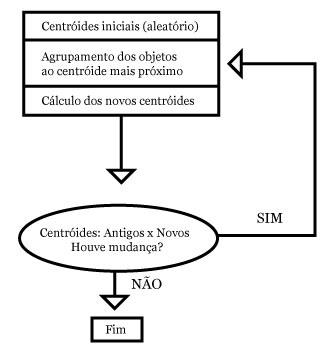 Centróides iniciais (aleatório)
Agrupamento dos objetos
ao centróide mais próximo
Cálculo dos novos centróides
SIM
Centróides: Antigos x Novos
Houve mudança?
NÃO
Fim